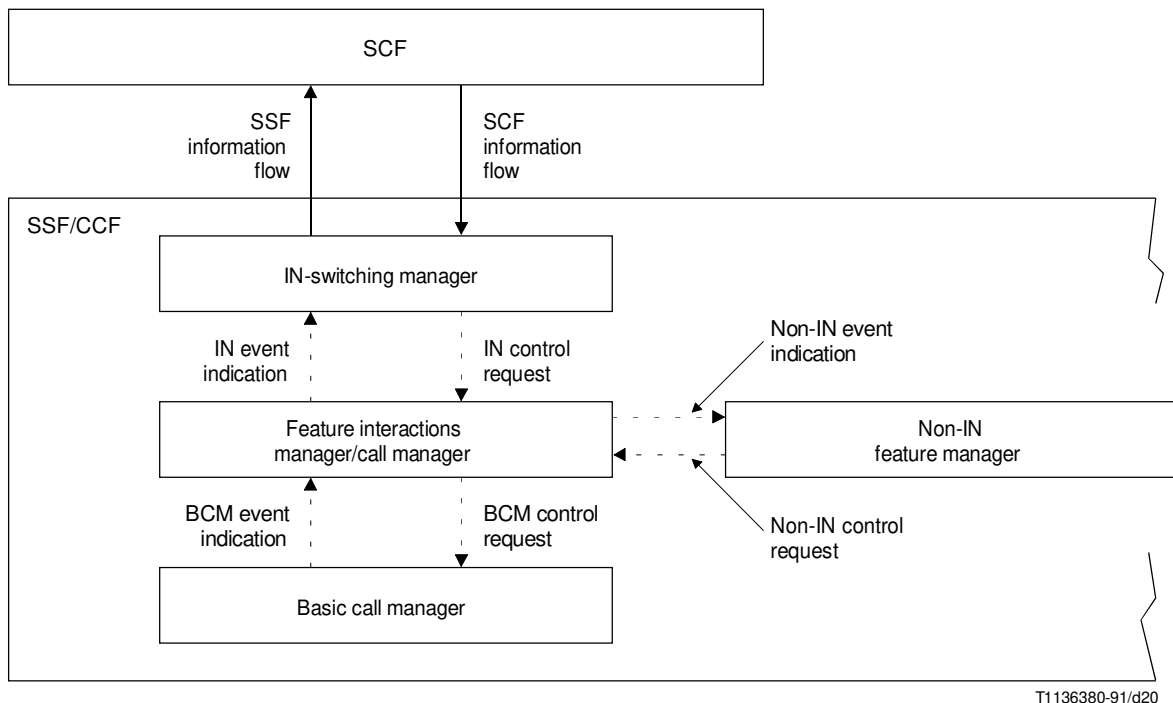 SCF
SSF
information
flow
SCF
information
flow
SSF/CCF
IN-switching manager
IN event
indication
IN control
request
Non-IN event
indication
Feature interactions
manager/call manager
Non-IN
feature manager
BCM event
indication
BCM control
request
Non-IN control
request
Basic call manager
T1136380-91/d20